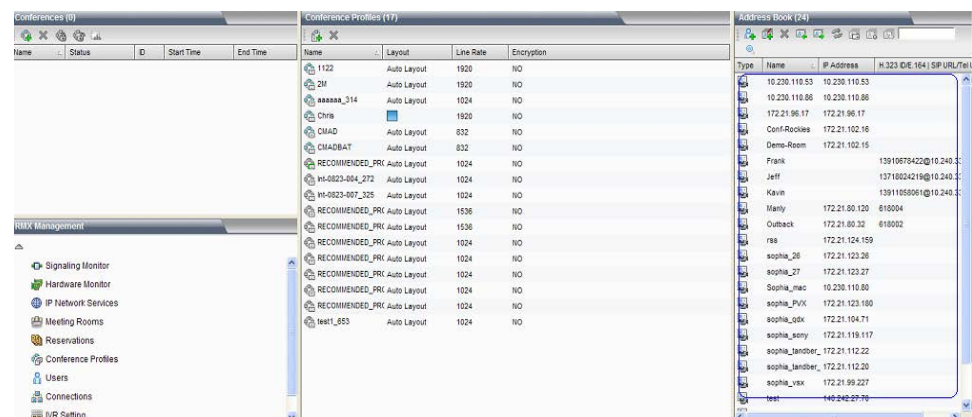 Conferences (0)
Name Status ID Start Time End Time
RMX Management
Signaling Monitor
Hardware Monitor
IP Network Services
Meeting Rooms
Reservations
Conference Profiles
Users
Connections
IVR Setting
Conference Profiles (17)
Name Layout Line Rate Encryption
1122 Auto Layout 1920 NO
2M Auto Layout 1920 NO
aaaaaa_314 Auto Layout 1024 NO
Chris 1920 NO
CMAD Auto Layout 832 NO
CMADBAT Auto Layout 832 NO
RECOMMENDED_PR( Auto Layout 1024 NO
int-0823-004_272 Auto Layout 1024 NO
int-0823-007_325 Auto Layout 1024 NO
RECOMMENDED_PR( Auto Layout 1536 NO
RECOMMENDED_PR( Auto Layout 1536 NO
RECOMMENDED_PR( Auto Layout 1024 NO
RECOMMENDED_PR( Auto Layout 1024 NO
RECOMMENDED_PR( Auto Layout 1024 NO
RECOMMENDED_PR( Auto Layout 1024 NO
RECOMMENDED_PR( Auto Layout 1024 NO
test1_653 Auto Layout 1024 NO
Address Book (24)
Type Name IP Address H.323 ID/E.164 | SIP URL/Tel U
10.230.110.53 10.230.110.53
10.230.110.86 10.230.110.86
172.21.96.17 172.21.96.17
Conf-Rockies 172.21.102.16
Demo-Room 172.21.102.15
Frank 13910678422@10.240.3
Jeff 13718824219@10.240.3
Kavin 13911058061@10.240.3
Manly 172.21.80.120 618004
Outback 172.21.80.32 618002
rss 172.21.124.159
sophia_26 172.21.123.26
sophia_27 172.21.123.27
Sophia_mac 10.230.110.80
sophia_PVX 172.21.123.180
sophia_qdx 172.21.104.71
sophia_sony 172.21.119.117
sophia_tandber_ 172.21.112.22
sophia_tandber_ 172.21.112.20
sophia_vsx 172.21.99.227
test 140.242.27.76